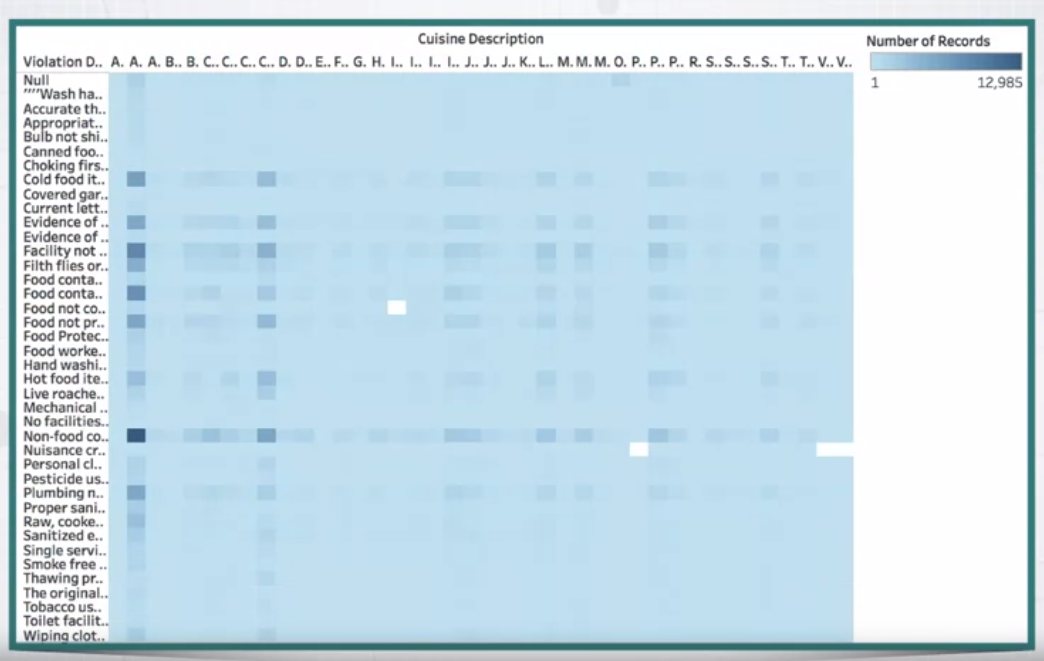 Cuisine Description
Number of Records
1 12,985
Violation D.. A. A.. A. B.. B. C.. C.. C.. C.. D. D.. E.. F.. G. H. I.. I.. I.. I.. J.. J.. J.. K.. L.. M. M. M. O. P.. P.. P.. R. S.. S.. S.. S.. T.. T.. V.. V..
Null
""'Wash ha..
Accurate th..
Appropriat..
Bulb not shi..
Canned foo..
Choking firs..
Cold food it..
Covered gar..
Current lett..
Evidence of ..
Evidence of ..
Facility not ..
Filth flies or..
Food conta..
Food conta..
Food not co..
Food not pr..
Food Protec..
Food worke..
Hand washi..
Hot food ite..
Live roache..
Mechanical ..
No facilities..
Non-food co..
Nuisance cr..
Personal cl..
Pesticide us..
Plumbing n..
Proper sani..
Raw, cooke..
Sanitized e..
Single servi..
Smoke free ..
Thawing pr..
The original..
Tobacco us..
Toilet facilit..
Wiping clot..